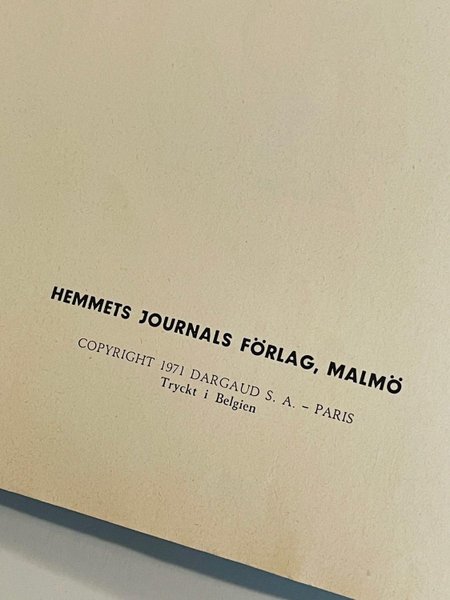 HEMMETS JOURNALS FÖRLAG, MALMÖ
COPYRIGHT 1971 DARGAUD S. A. – PARIS
Tryckt i Belgien